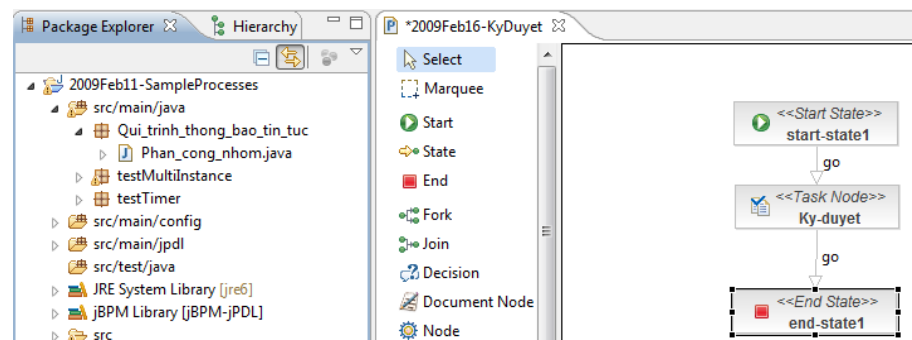 Package Explorer
Hierarchy
2009Feb11-SampleProcesses
src/main/java
Qui_trinh_thong_bao_tin_tuc
Phan_cong_nhom.java
testMultiInstance
testTimer
src/main/config
src/main/jpdl
src/test/java
JRE System Library [jre6]
jBPM Library [jBPM-jPDL]
src
*2009Feb16-KyDuyet
Select
Marquee
Start
State
End
Fork
Join
Decision
Document Node
Node
<<Start State>>
start-state1
go
<<Task Node>>
Ky-duyet
go
<<End State>>
end-state1